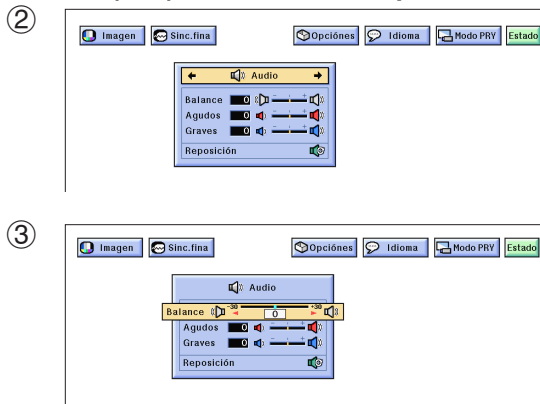 ②
Imagen Sinc.fina Opciónes Idioma Modo PRY Estado
← Audio →
Balance 0 - +
Agudos 0 - +
Graves 0 - +
Reposición
③
Imagen Sinc.fina Opciónes Idioma Modo PRY Estado
Audio
Balance -30 0 +30
Agudos 0 - +
Graves 0 - +
Reposición